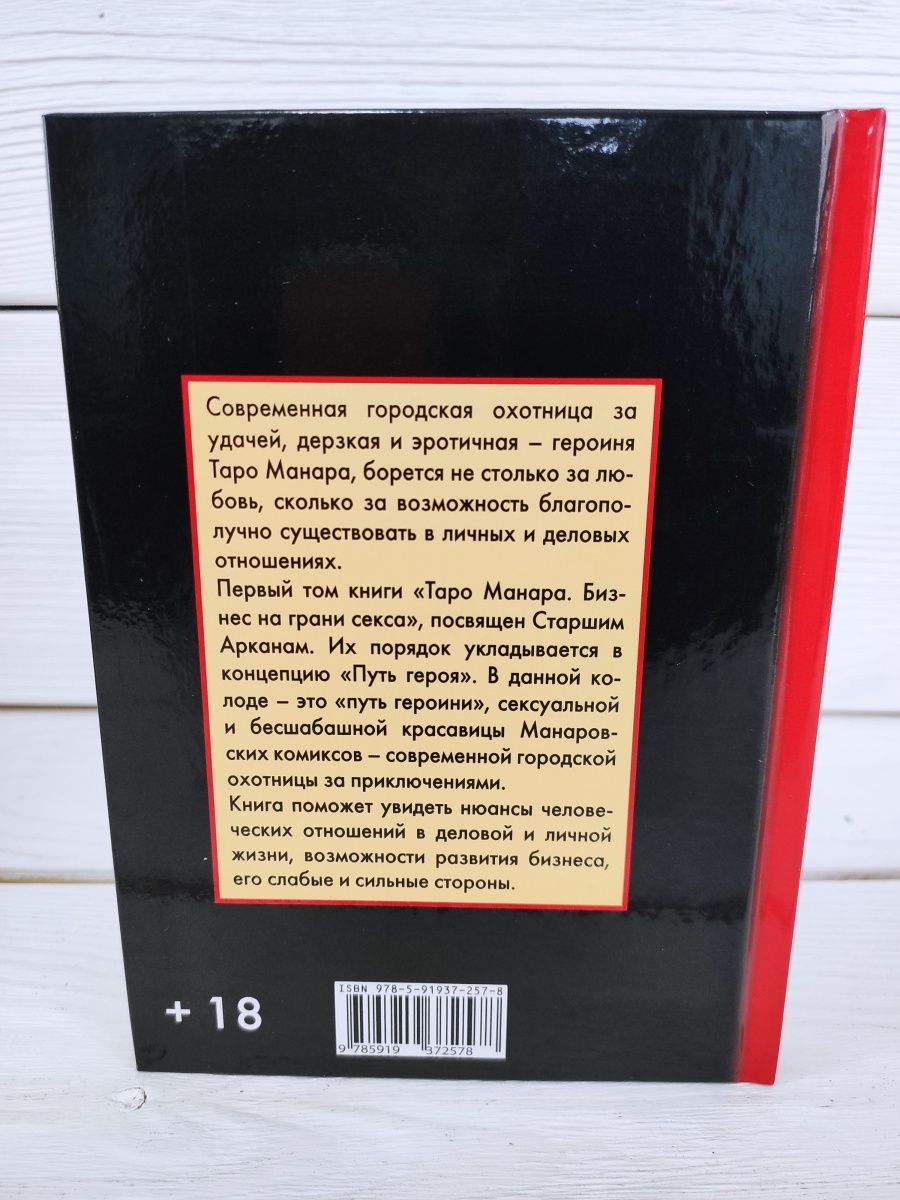 Современная городская охотница за
удачей, дерзкая и эротичная – героиня
Таро Манара, борется не столько за лю-
бовь, сколько за возможность благопо-
лучно существовать в личных и деловых
отношениях.
Первый том книги «Таро Манара. Биз-
нес на грани секса», посвящен Старшим
Арканам. Их порядок укладывается в
концепцию «Путь героя». В данной ко-
лоде – это «путь героини», сексуальной
и бесшабашной красавицы Манаров-
ских комиксов – современной городской
охотницы за приключениями.
Книга поможет увидеть нюансы челове-
ческих отношений в деловой и личной
жизни, возможности развития бизнеса,
его слабые и сильные стороны.
ISBN 978-5-91937-257-8
+ 18
9 785919 372578